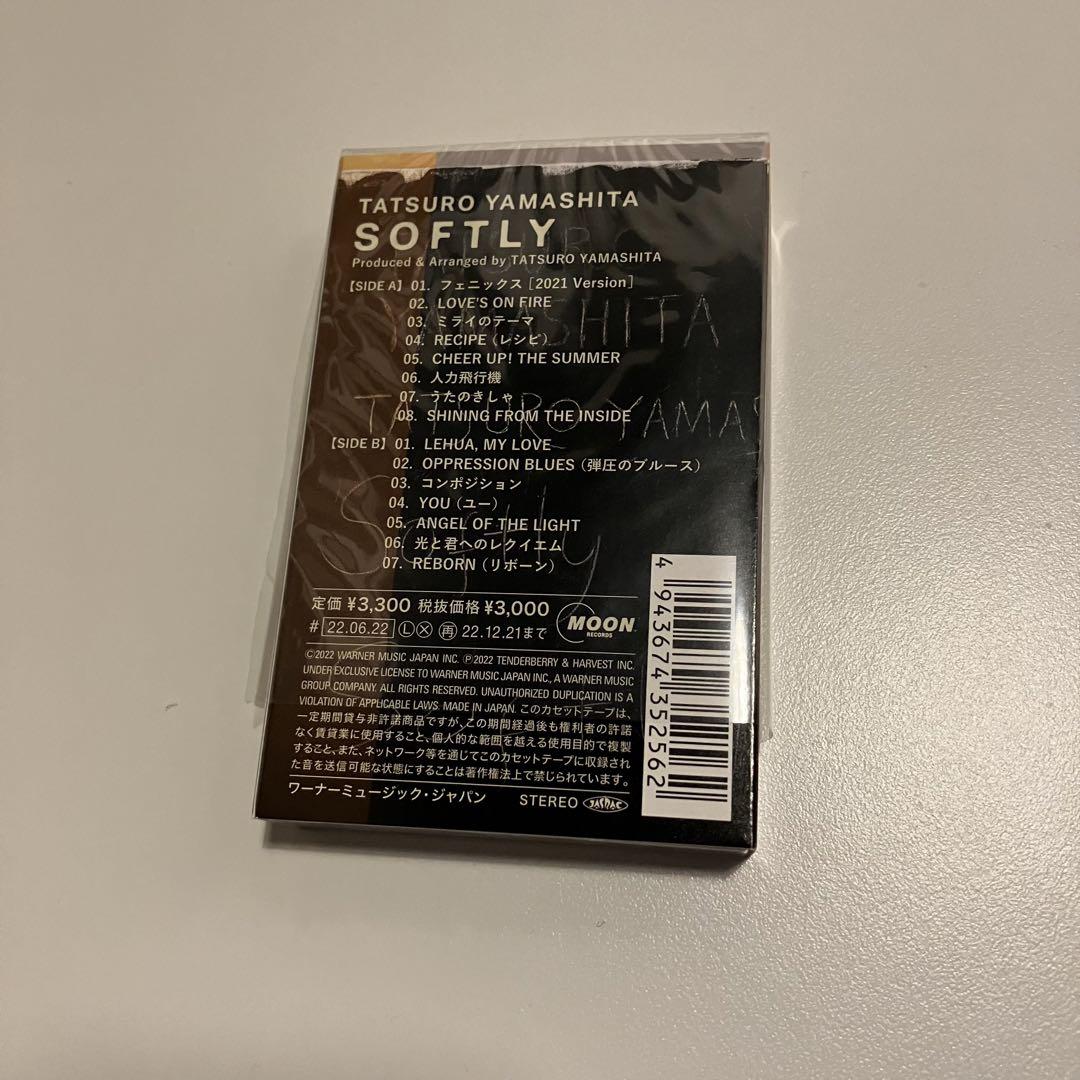 TATSURO YAMASHITA
SOFTLY
Produced & Arranged by TATSURO YAMASHITA
【SIDE A】01. フェニックス [2021 Version]
02. LOVE'S ON FIRE
03. ミライのテーマ
04. RECIPE (レシピ)
05. CHEER UP! THE SUMMER
06. 人力飛行機
07. うたのきしゃ
08. SHINING FROM THE INSIDE
【SIDE B】01. LEHUA, MY LOVE
02. OPPRESSION BLUES (弾圧のブルース)
03. コンポジション
04. YOU (ユー)
05. ANGEL OF THE LIGHT
06. 光と君へのレクイエム
07. REBORN (リボーン)
YAMASHITA
TATSURO YAMAS
Softly
定価 ¥3,300 税抜価格 ¥3,000
# 22.06.22 Ⓛ ⓧ 再 22.12.21まで
MOON
RECORDS
©2022 WARNER MUSIC JAPAN INC. ℗2022 TENDERBERRY & HARVEST INC.
UNDER EXCLUSIVE LICENSE TO WARNER MUSIC JAPAN INC., A WARNER MUSIC
GROUP COMPANY. ALL RIGHTS RESERVED. UNAUTHORIZED DUPLICATION IS A
VIOLATION OF APPLICABLE LAWS. MADE IN JAPAN. このカセットテープは、
一定期間貸与非許諾商品ですが、この期間経過後も権利者の許諾
なく賃貸業に使用すること、個人的な範囲を越える使用目的で複製
すること、また、ネットワーク等を通じてこのカセットテープに収録され
た音を送信可能な状態にすることは著作権法上で禁じられています。
ワーナーミュージック・ジャパン STEREO JASRAC
4 943674 352562